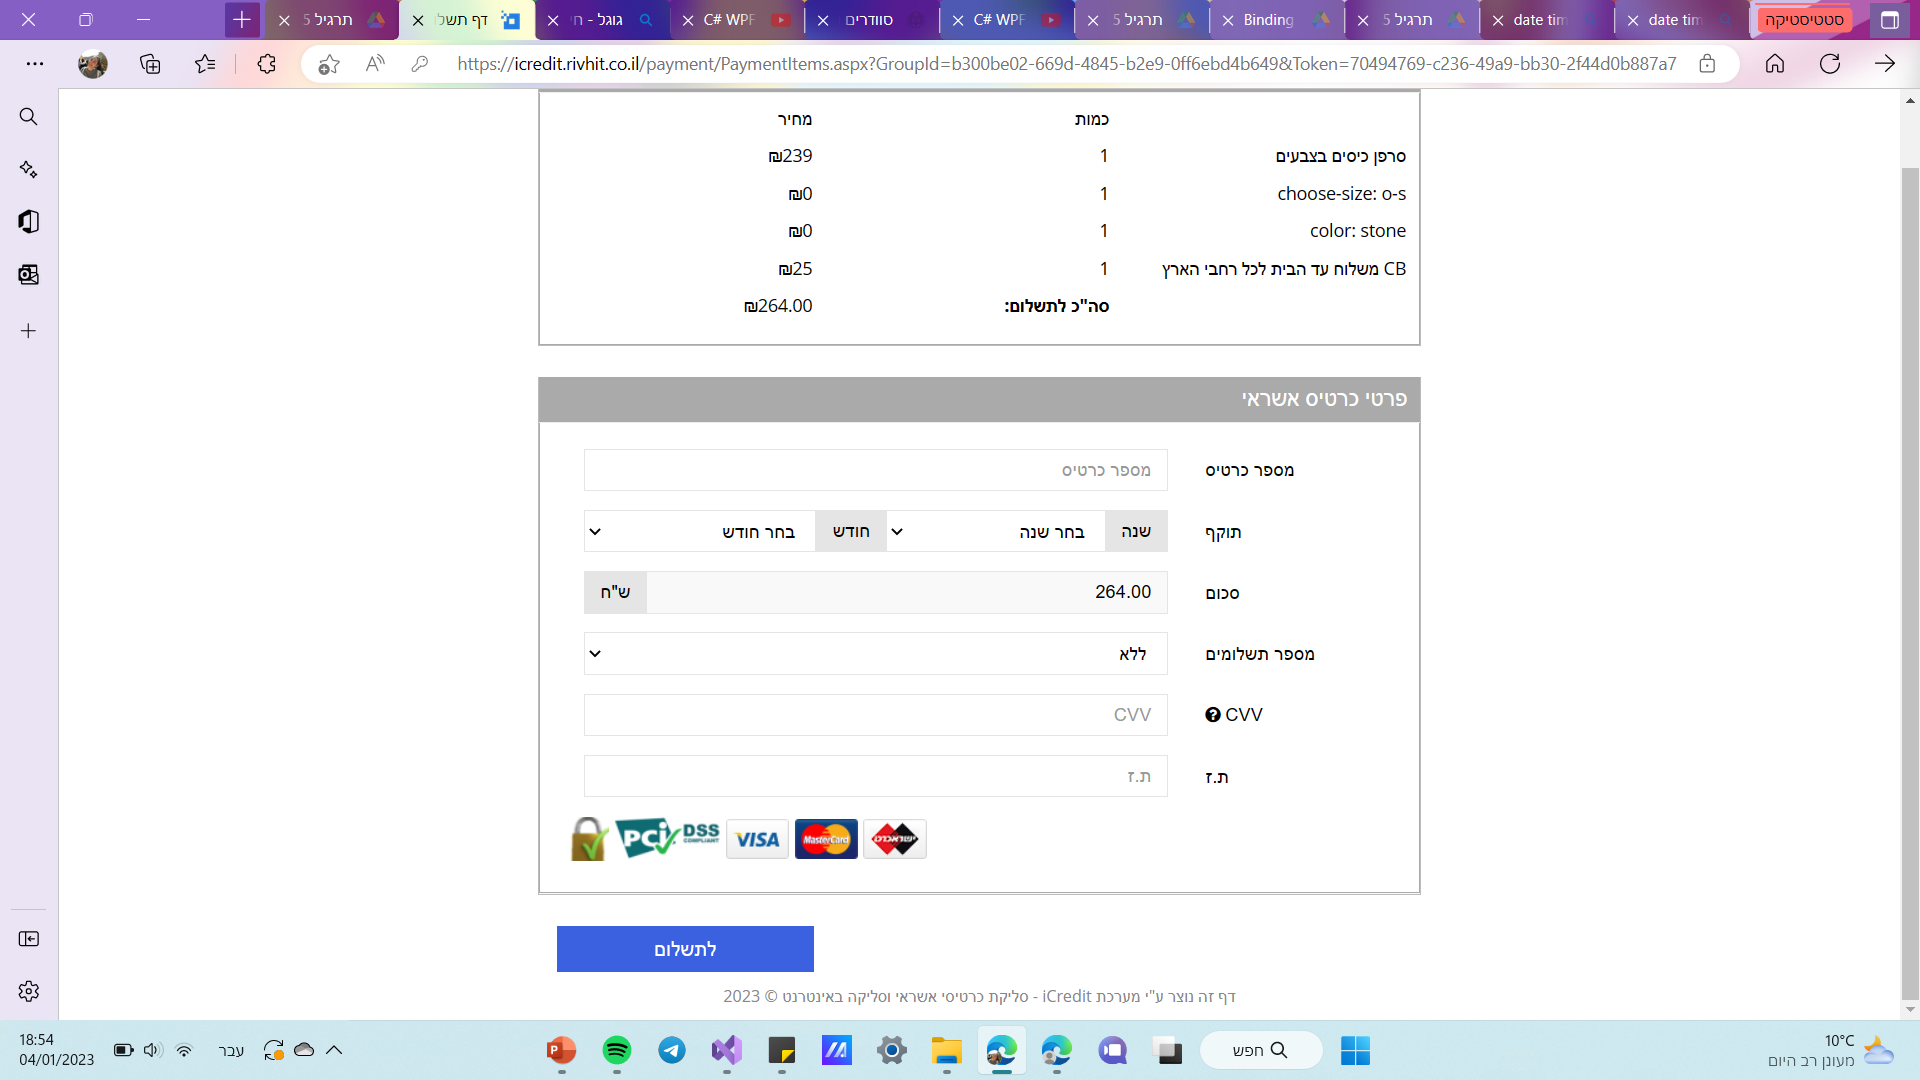 סטטיסטיקה
date tim
date tim
תרגיל 5
Binding
תרגיל 5
C# WPF
סוודרים
C# WPF
גוגל - חי
דף תשל
תרגיל 5
https://icredit.rivhit.co.il/payment/PaymentItems.aspx?GroupId=b300be02-669d-4845-b2e9-0ff6ebd4b649&Token=70494769-c236-49a9-bb30-2f44d0b887a7
כמות מחיר
סרפן כיסים בצבעים 1 ₪239
choose-size: o-s 1 ₪0
color: stone 1 ₪0
CB משלוח עד הבית לכל רחבי הארץ 1 ₪25
סה"כ לתשלום: ₪264.00
פרטי כרטיס אשראי
מספר כרטיס מספר כרטיס
תוקף שנה בחר שנה חודש בחר חודש
סכום 264.00 ש"ח
מספר תשלומים ללא
CVV CVV
ת.ז ת.ז
PCI DSS COMPLIANT VISA MasterCard ישראכרט
לתשלום
דף זה נוצר ע"י מערכת iCredit - סליקת כרטיסי אשראי וסליקה באינטרנט © 2023
10°C
מעונן רב היום
חפש
עבר
18:54
04/01/2023